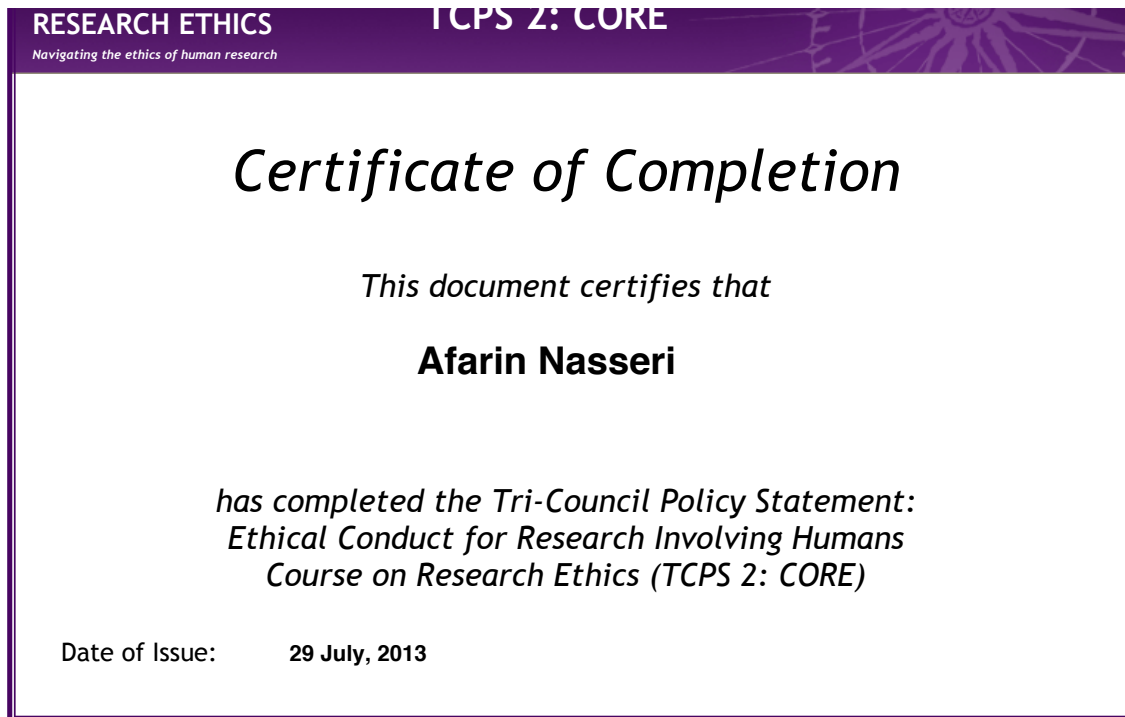 RESEARCH ETHICS
TCPS 2: CORE
Navigating the ethics of human research
Certificate of Completion
This document certifies that
Afarin Nasseri
has completed the Tri-Council Policy Statement:
Ethical Conduct for Research Involving Humans
Course on Research Ethics (TCPS 2: CORE)
Date of Issue: 29 July, 2013